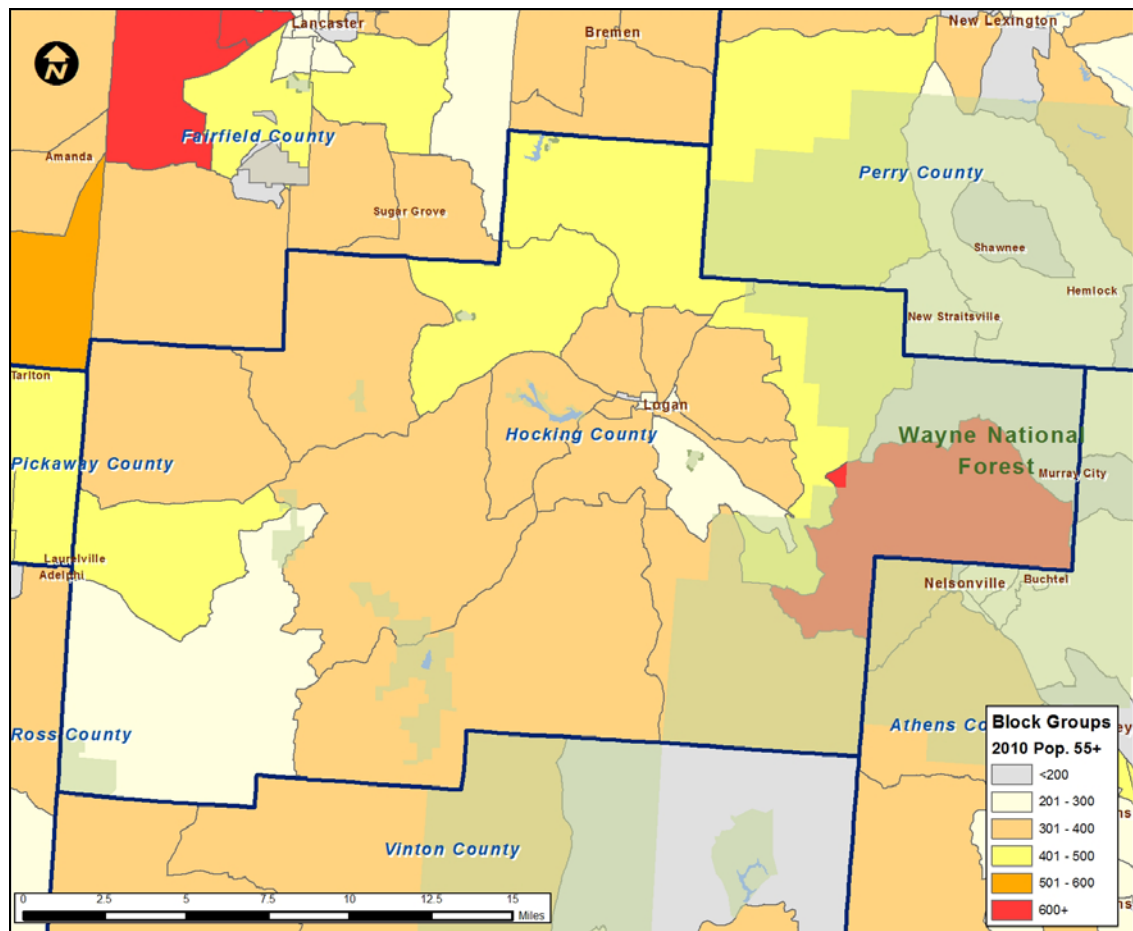 Lancaster
New Lexington
Bremen
N
Fairfield County
Amanda
Perry County
Sugar Grove
Shawnee
Hemlock
New Straitsville
Tarlton
Logan
Hocking County
Wayne National
Forest
Pickaway County
Murray City
Laurelville
Adelphi
Nelsonville
Buchtel
Ross County
Athens Co
ey
Vinton County
Block Groups
2010 Pop. 55+
<200
201 - 300
301 - 400
401 - 500
501 - 600
600+
0 2.5 5 7.5 10 12.5 15
Miles